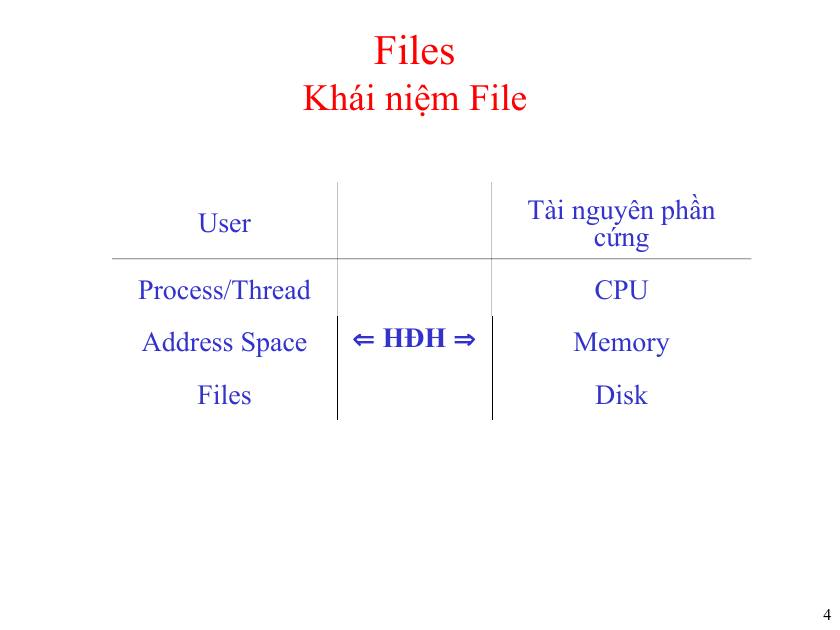 Files
Khái niệm File
User
Tài nguyên phần
cứng
Process/Thread
CPU
Address Space
⇐ HĐH ⇒
Memory
Files
Disk
4